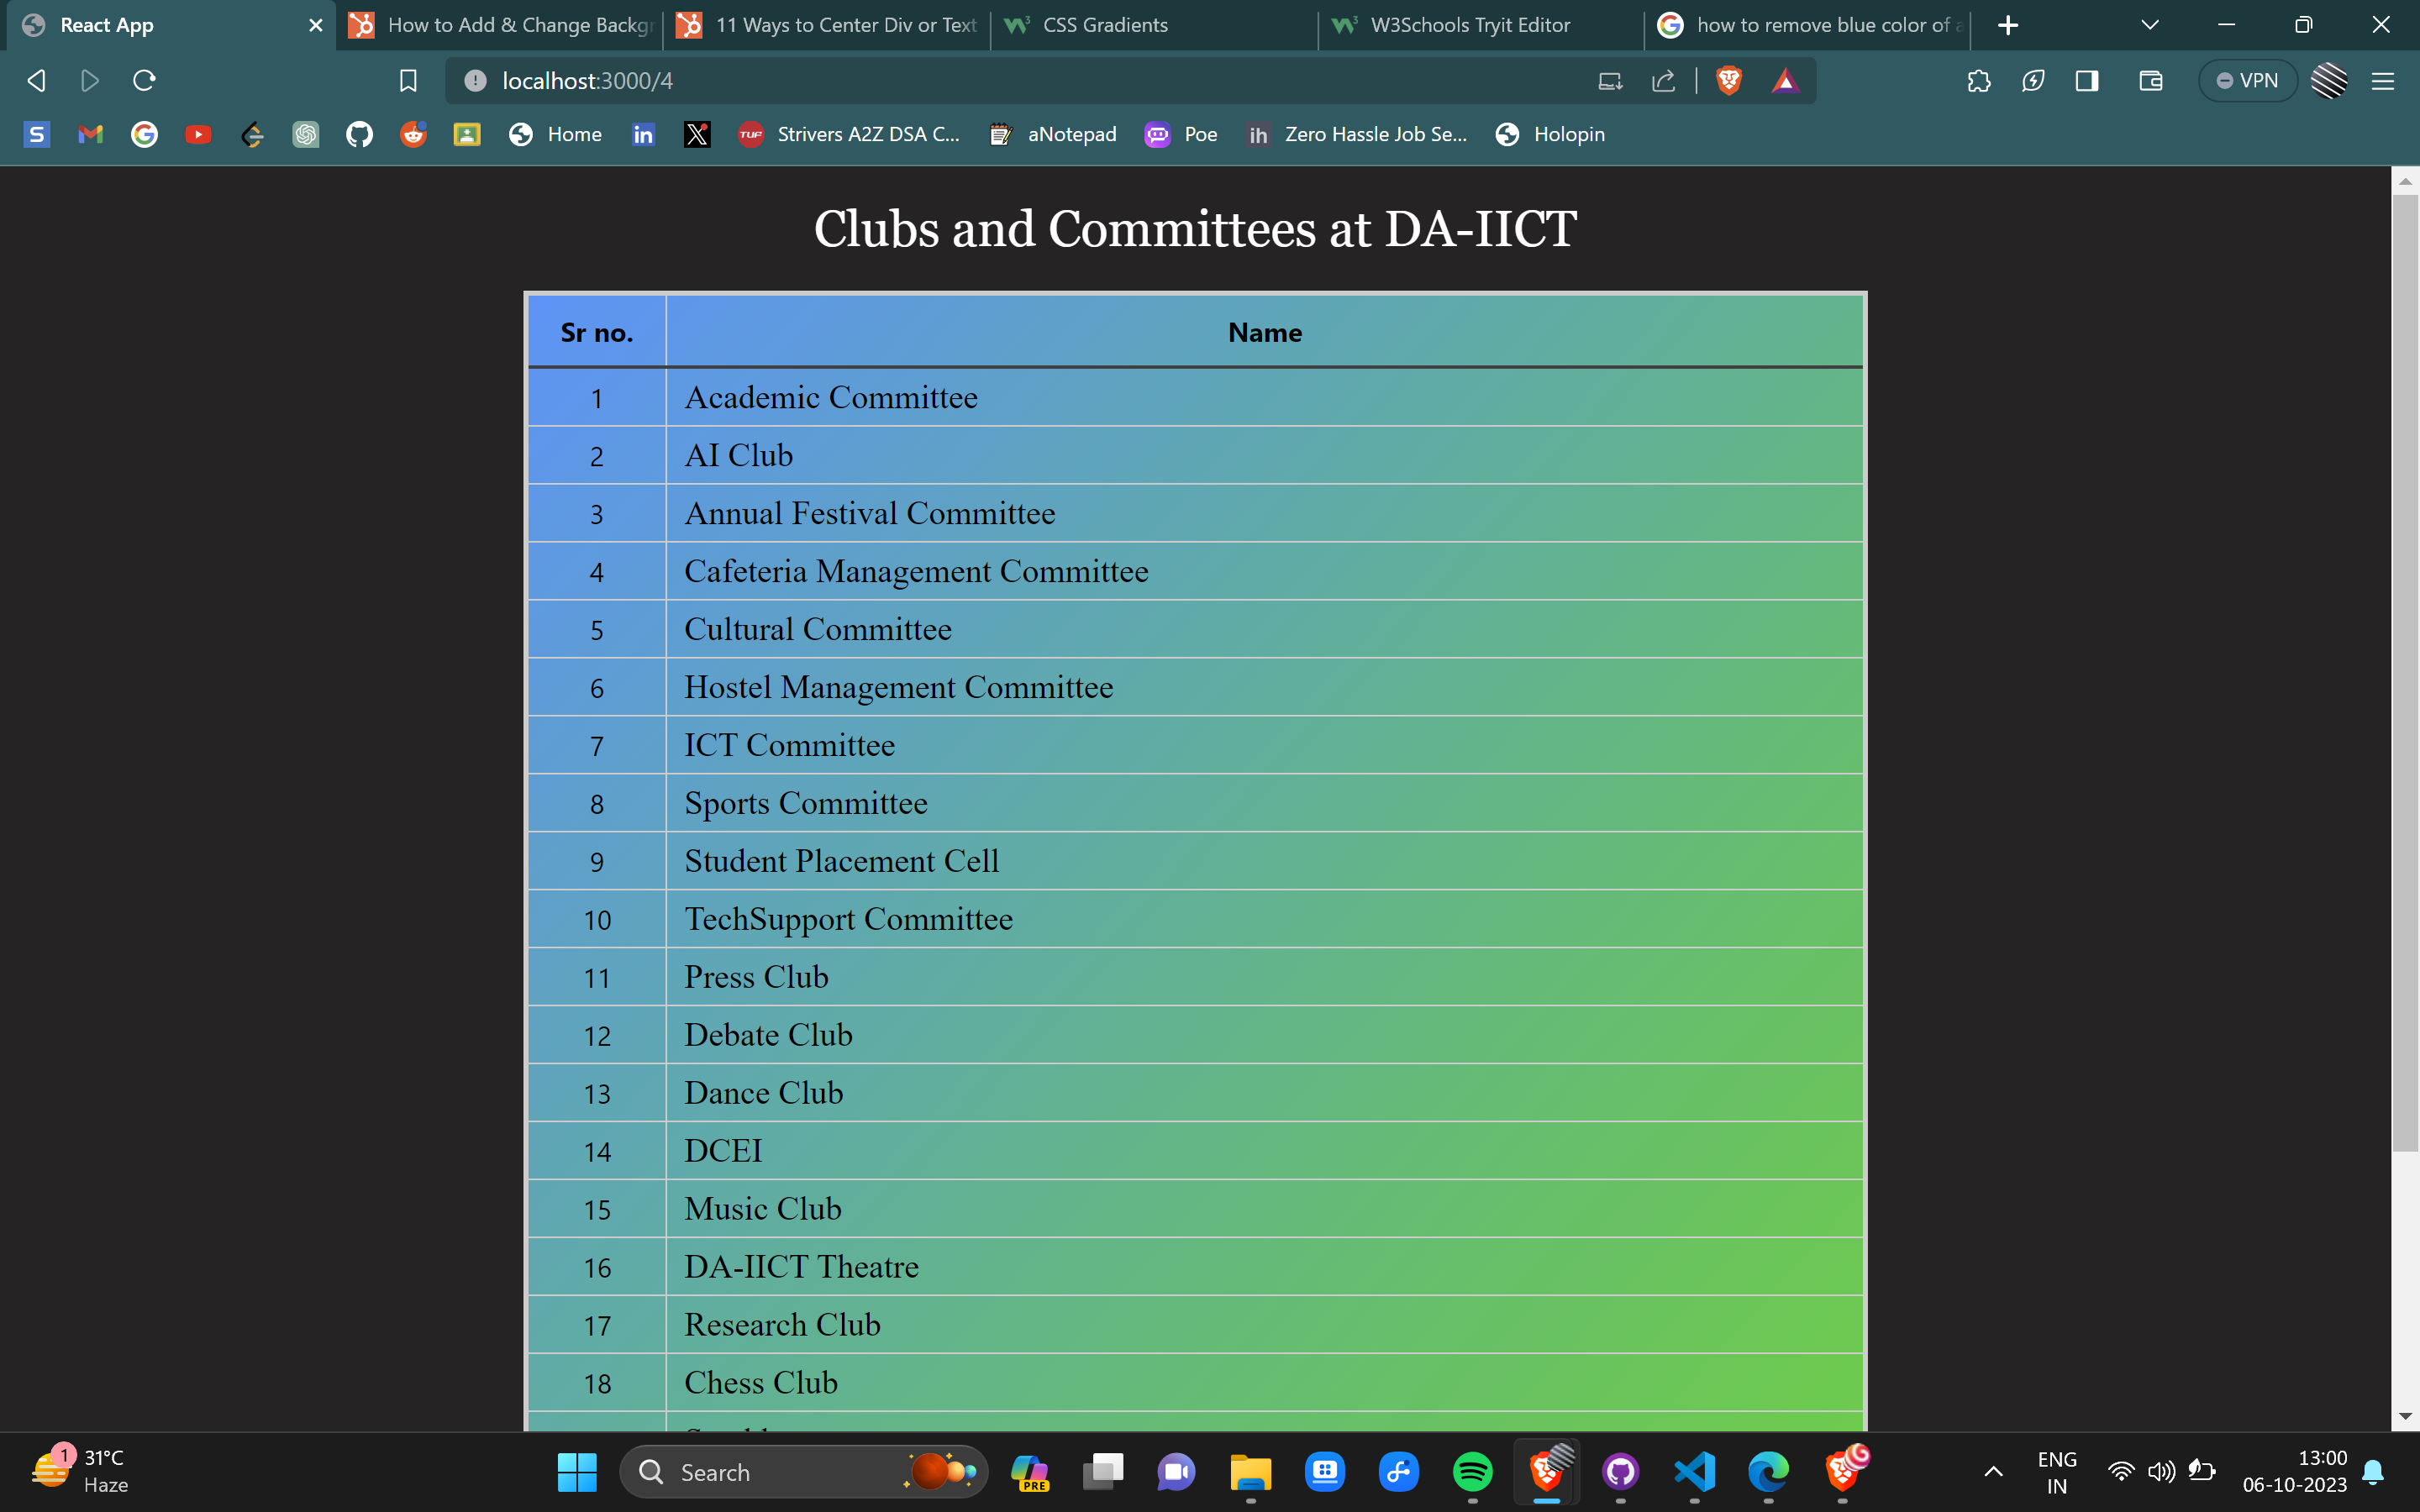 React App
How to Add & Change Backgr
11 Ways to Center Div or Text
CSS Gradients
W3Schools Tryit Editor
how to remove blue color of a
localhost:3000/4
VPN
Home
Strivers A2Z DSA C...
aNotepad
Poe
Zero Hassle Job Se...
Holopin
Clubs and Committees at DA-IICT
Sr no. Name
1 Academic Committee
2 AI Club
3 Annual Festival Committee
4 Cafeteria Management Committee
5 Cultural Committee
6 Hostel Management Committee
7 ICT Committee
8 Sports Committee
9 Student Placement Cell
10 TechSupport Committee
11 Press Club
12 Debate Club
13 Dance Club
14 DCEI
15 Music Club
16 DA-IICT Theatre
17 Research Club
18 Chess Club
1
31°C
Haze
Search
PRE
ENG
IN
13:00
06-10-2023